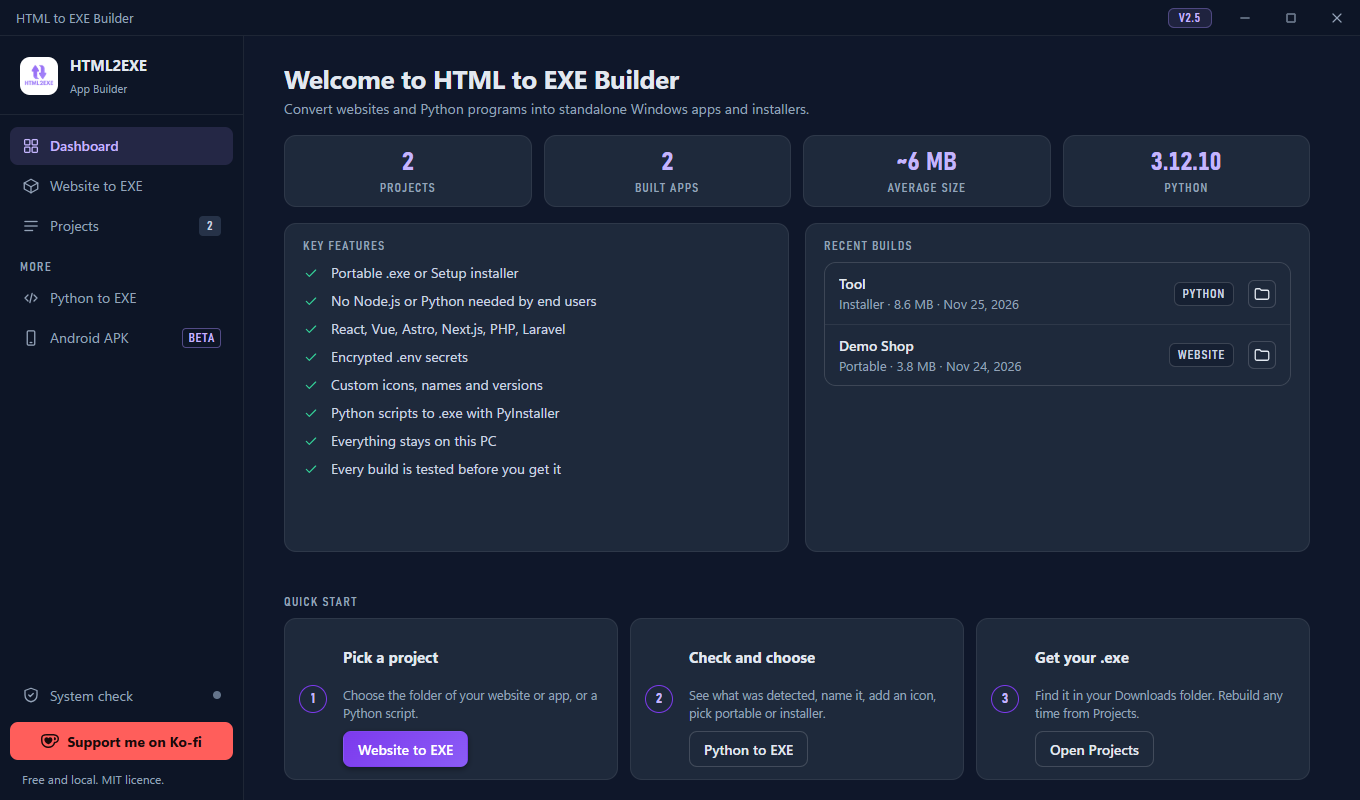 HTML to EXE Builder
V2.5
HTML2EXE
HTML2EXE
App Builder
Dashboard
Website to EXE
Projects
2
MORE
Python to EXE
Android APK
BETA
System check
Support me on Ko-fi
Free and local. MIT licence.
Welcome to HTML to EXE Builder
Convert websites and Python programs into standalone Windows apps and installers.
2
PROJECTS
2
BUILT APPS
~6 MB
AVERAGE SIZE
3.12.10
PYTHON
KEY FEATURES
Portable .exe or Setup installer
No Node.js or Python needed by end users
React, Vue, Astro, Next.js, PHP, Laravel
Encrypted .env secrets
Custom icons, names and versions
Python scripts to .exe with PyInstaller
Everything stays on this PC
Every build is tested before you get it
RECENT BUILDS
Tool
Installer · 8.6 MB · Nov 25, 2026
PYTHON
Demo Shop
Portable · 3.8 MB · Nov 24, 2026
WEBSITE
QUICK START
1
Pick a project
Choose the folder of your website or app, or a
Python script.
Website to EXE
2
Check and choose
See what was detected, name it, add an icon,
pick portable or installer.
Python to EXE
3
Get your .exe
Find it in your Downloads folder. Rebuild any
time from Projects.
Open Projects